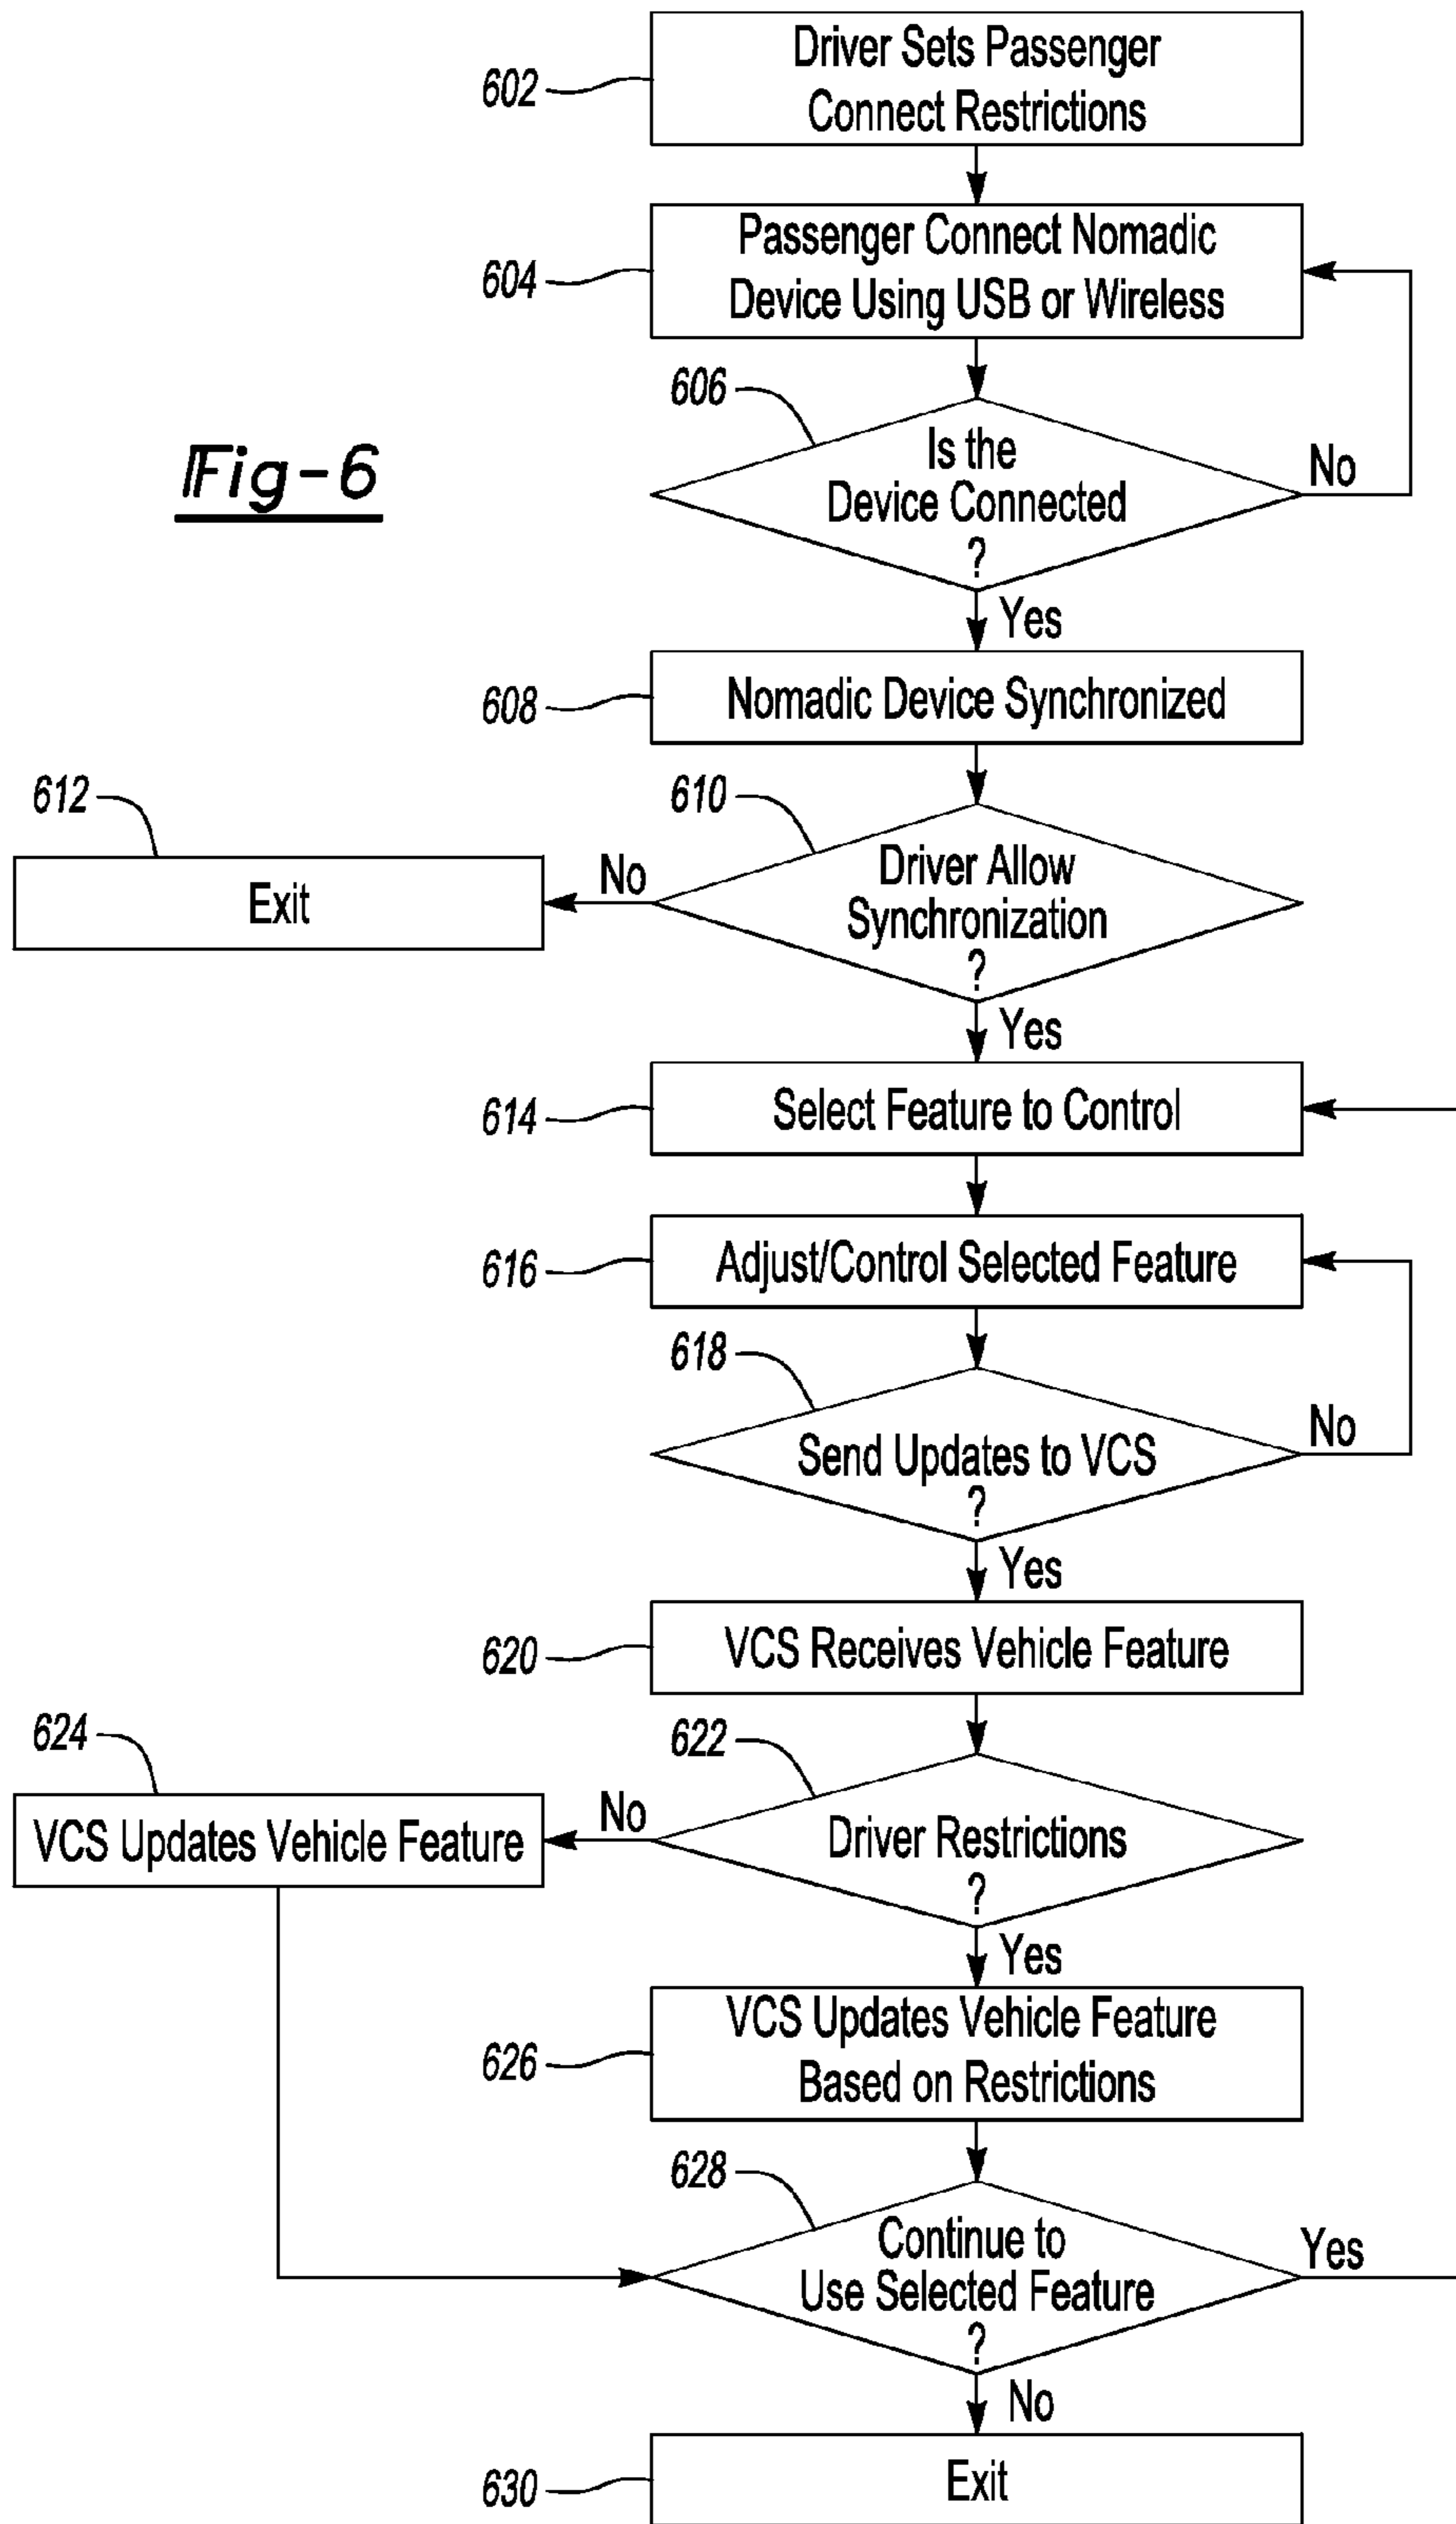 602
Driver Sets Passenger
Connect Restrictions
604
Passenger Connect Nomadic
Device Using USB or Wireless
606
Is the
Device Connected
?
No
Fig-6
Yes
608
Nomadic Device Synchronized
612
Exit
610
No
Driver Allow
Synchronization
?
Yes
614
Select Feature to Control
616
Adjust/Control Selected Feature
618
Send Updates to VCS
?
No
Yes
620
VCS Receives Vehicle Feature
624
VCS Updates Vehicle Feature
622
No
Driver Restrictions
?
Yes
626
VCS Updates Vehicle Feature
Based on Restrictions
628
Continue to
Use Selected Feature
?
Yes
No
630
Exit